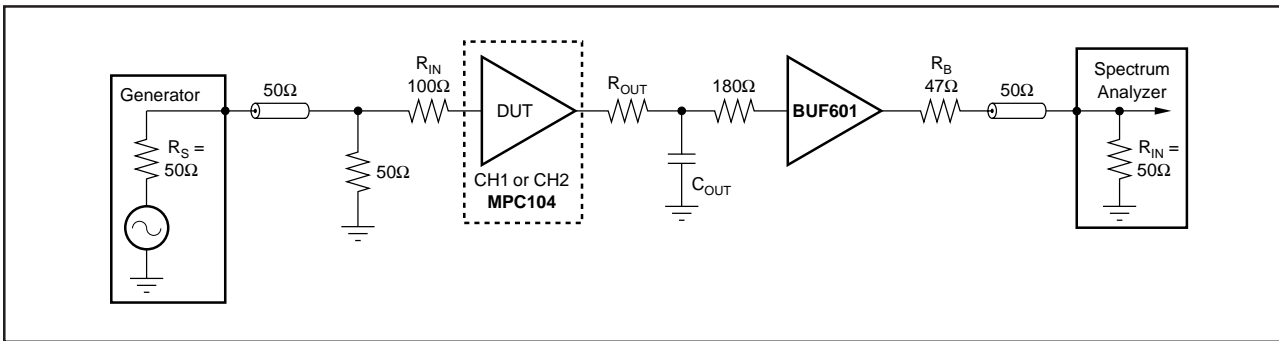 Generator
R_S =
50Ω
50Ω
50Ω
R_IN
100Ω
DUT
CH1 or CH2
MPC104
R_OUT
C_OUT
180Ω
BUF601
R_B
47Ω
50Ω
Spectrum
Analyzer
R_IN =
50Ω